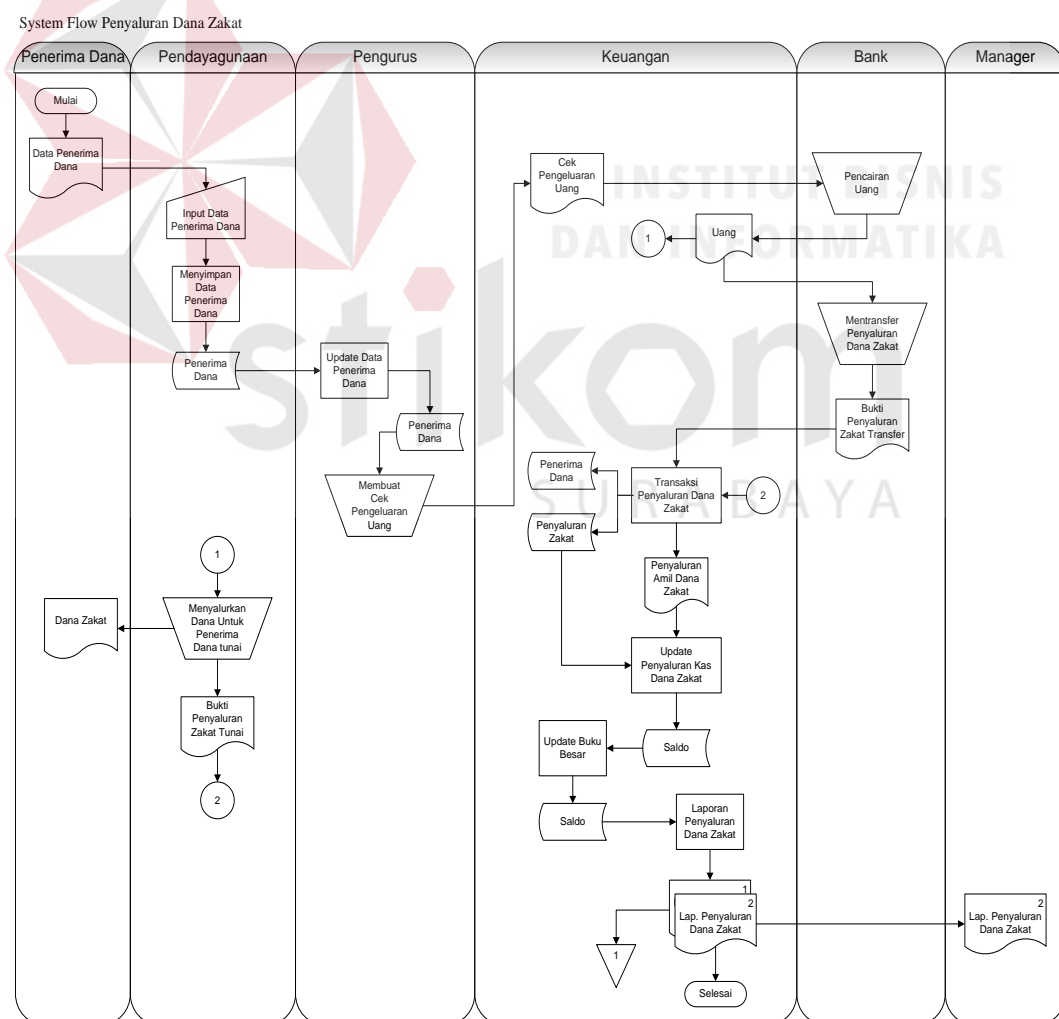 System Flow Penyaluran Dana Zakat
Penerima Dana
Pendayagunaan
Pengurus
Keuangan
Bank
Manager
Mulai
Data Penerima
Dana
Input Data
Penerima Dana
Menyimpan
Data
Penerima
Dana
Penerima
Dana
Update Data
Penerima
Dana
Penerima
Dana
Membuat
Cek
Pengeluaran
Uang
Cek
Pengeluaran
Uang
Pencairan
Uang
Uang
1
Mentransfer
Penyaluran
Dana Zakat
Bukti
Penyaluran
Zakat Transfer
Penerima
Dana
Transaksi
Penyaluran Dana
Zakat
2
Penyaluran
Zakat
Penyaluran
Amil Dana
Zakat
1
Menyalurkan
Dana Untuk
Penerima
Dana tunai
Dana Zakat
Bukti
Penyaluran
Zakat Tunai
2
Update
Penyaluran Kas
Dana Zakat
Saldo
Update Buku
Besar
Saldo
Laporan
Penyaluran
Dana Zakat
1
2
Lap. Penyaluran
Dana Zakat
2
Lap. Penyaluran
Dana Zakat
1
Selesai
INSTITUT BISNIS
DAN INFORMATIKA
stikom
SURABAYA